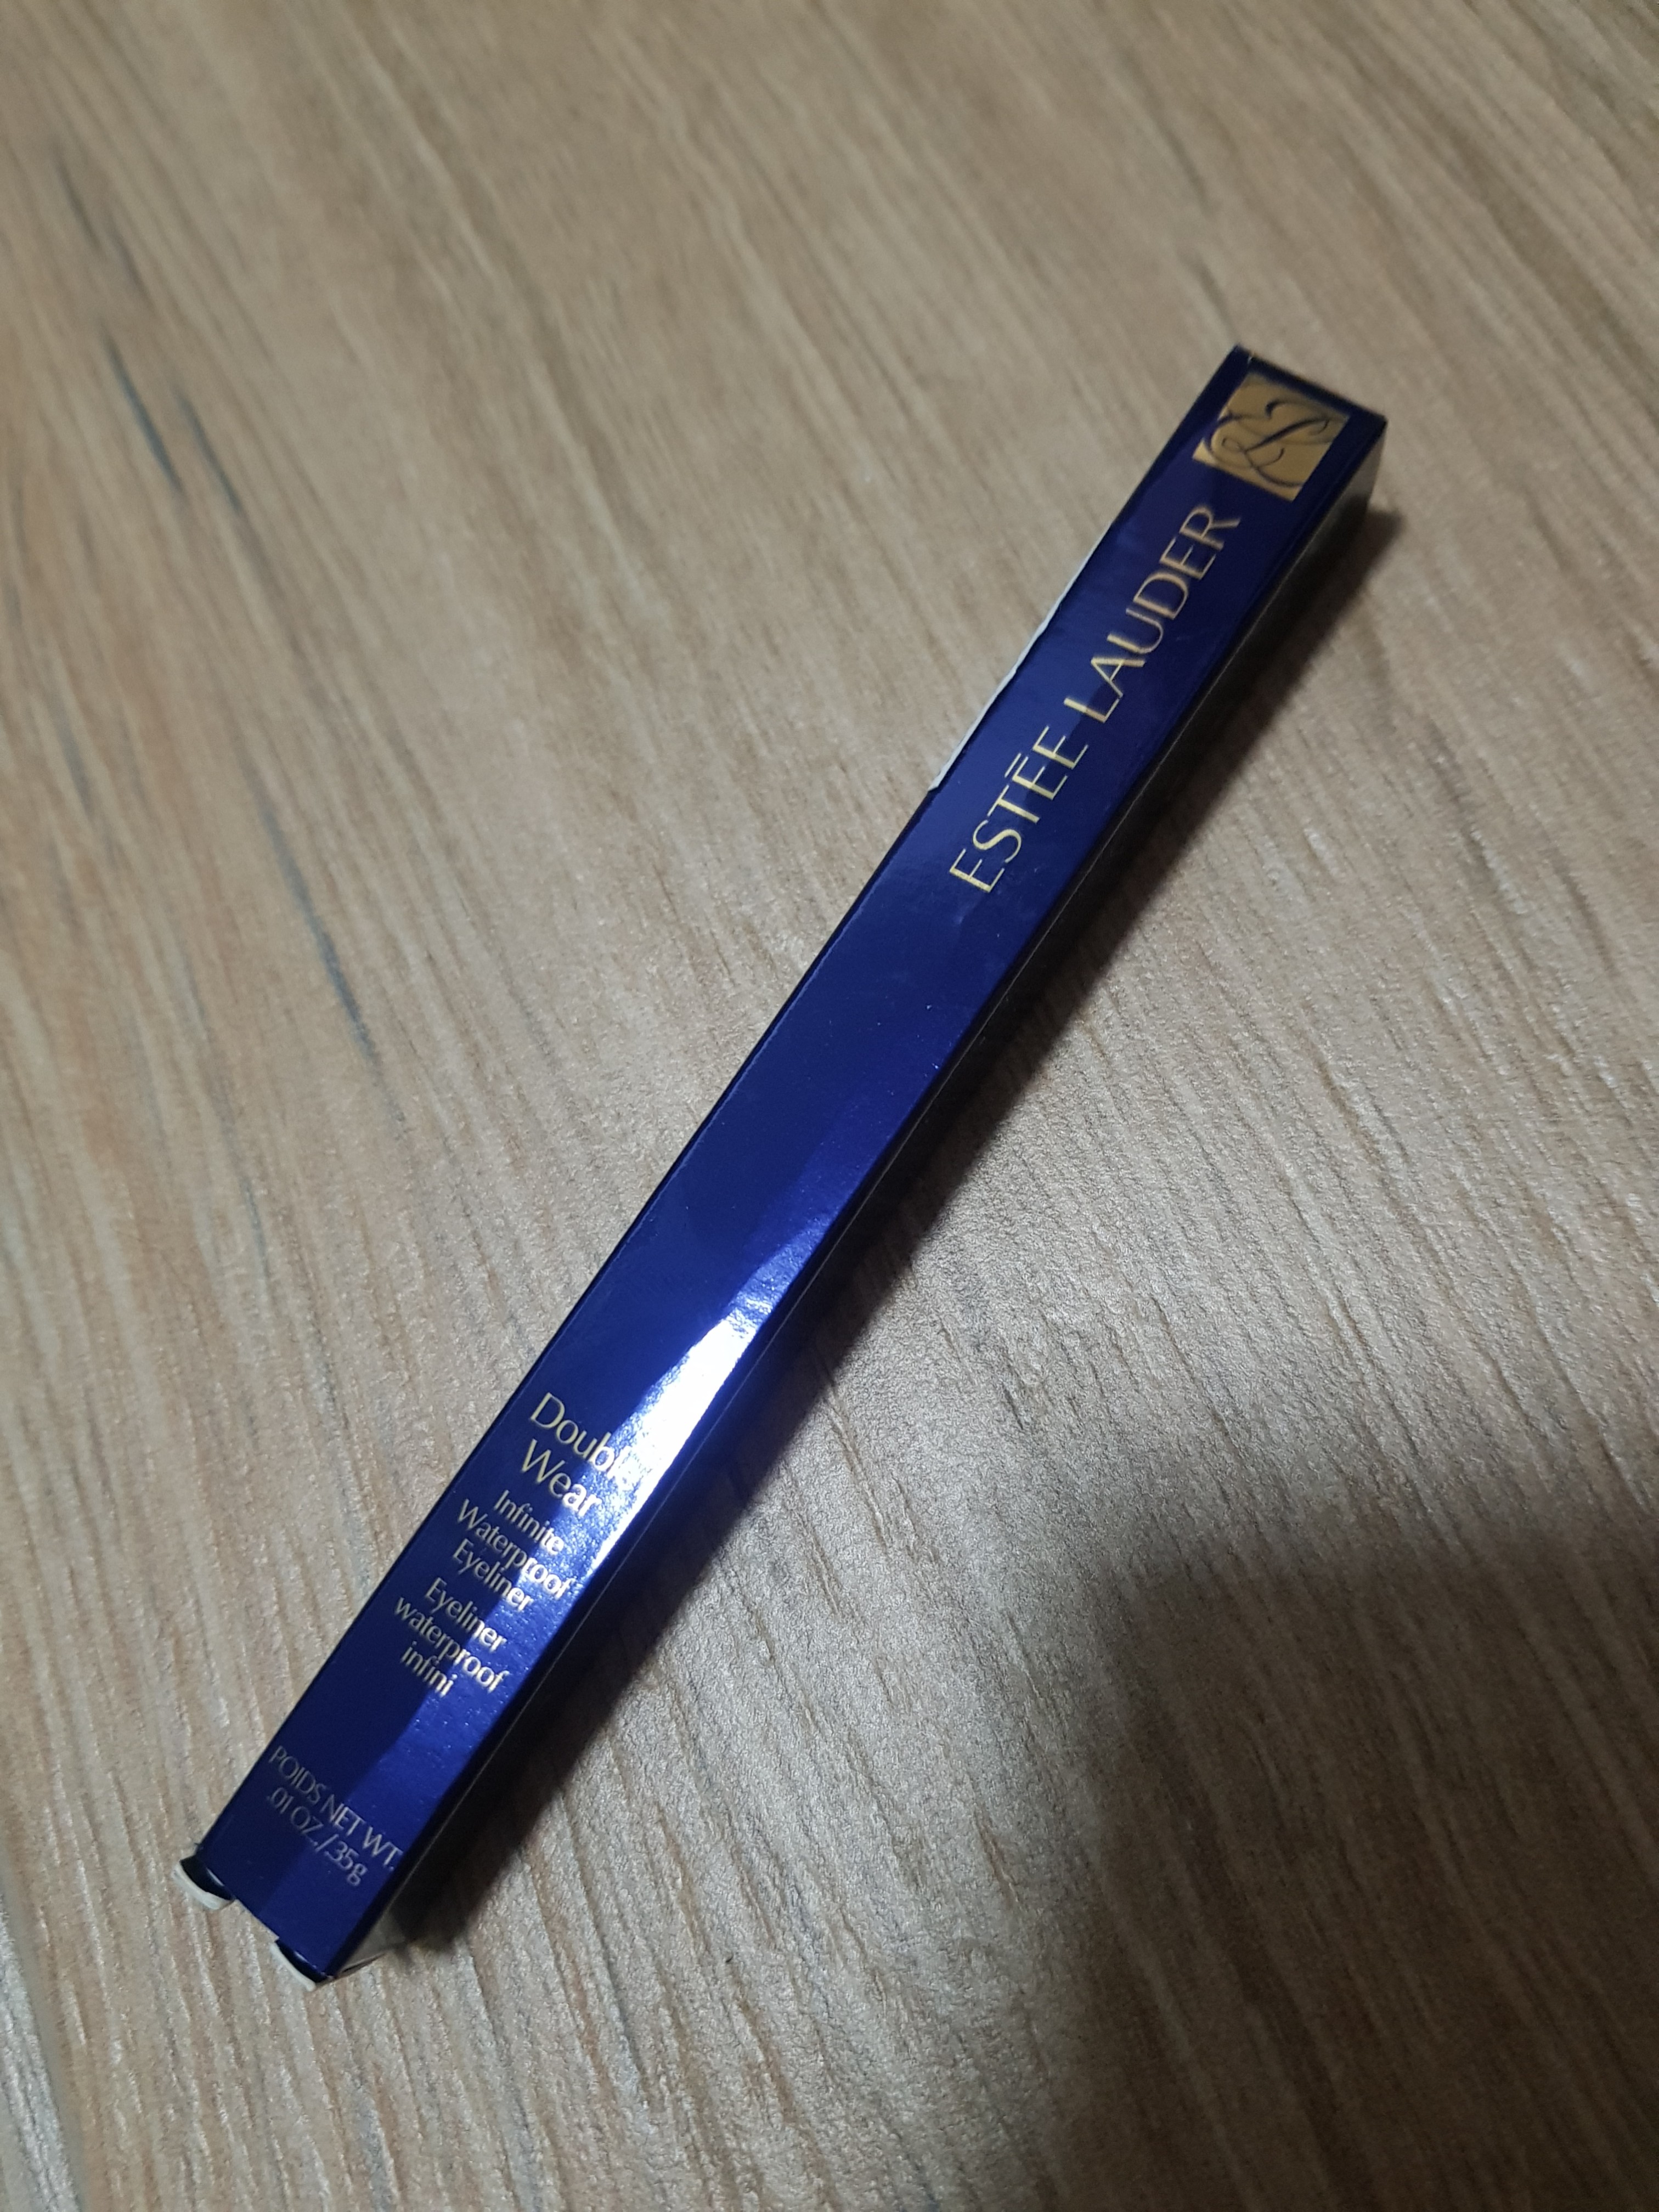 ESTĒE LAUDER
Double
Wear
Infinite
Waterproof
Eyeliner
Eyeliner
waterproof
infini
POIDS NET WT.
.01 OZ./.35g